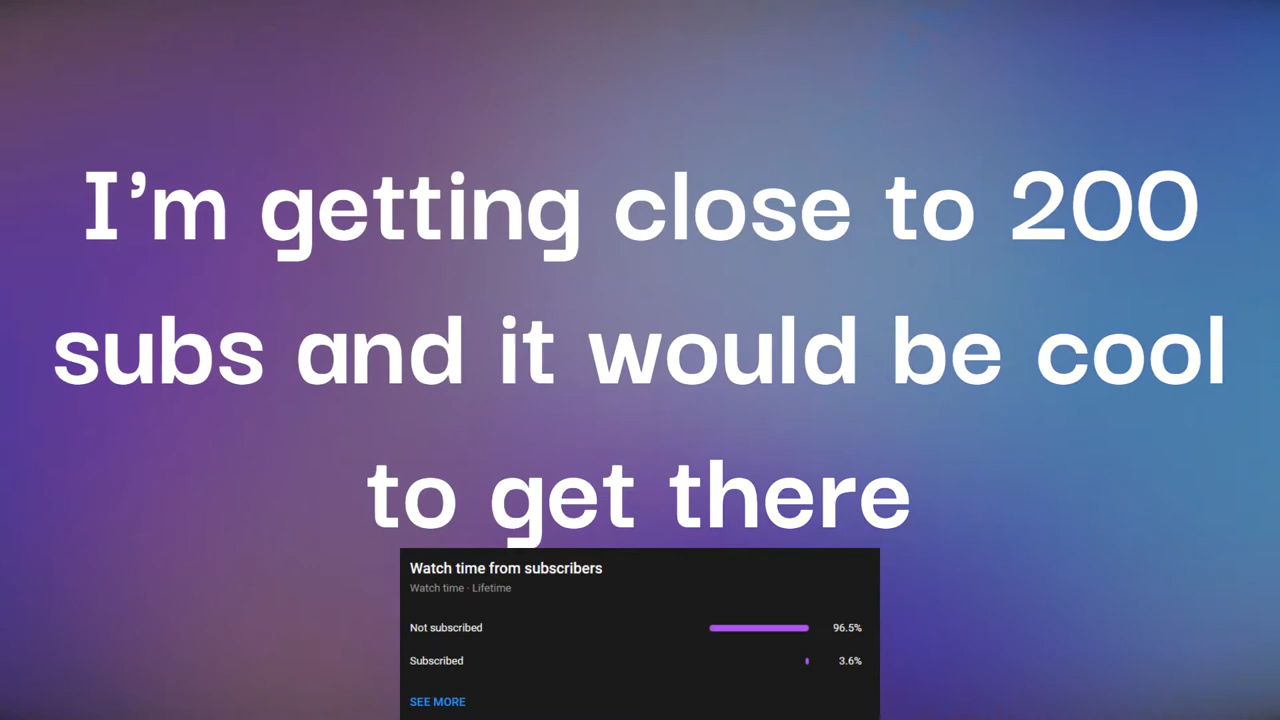 I’m getting close to 200
subs and it would be cool
to get there
Watch time from subscribers
Watch time · Lifetime
Not subscribed 96.5%
Subscribed 3.6%
SEE MORE